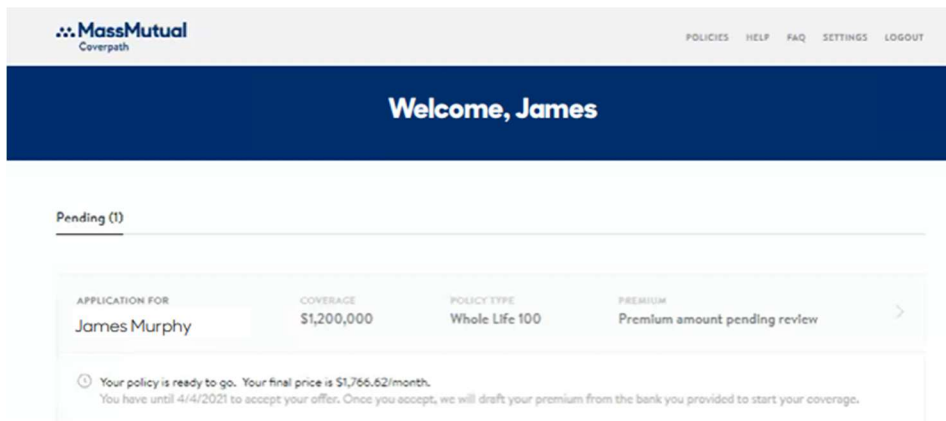 MassMutual
Coverpath
POLICIES HELP FAQ SETTINGS LOGOUT
Welcome, James
Pending (1)
APPLICATION FOR COVERAGE POLICY TYPE PREMIUM
James Murphy $1,200,000 Whole Life 100 Premium amount pending review
Your policy is ready to go. Your final price is $1,766.62/month.
You have until 4/4/2021 to accept your offer. Once you accept, we will draft your premium from the bank you provided to start your coverage.